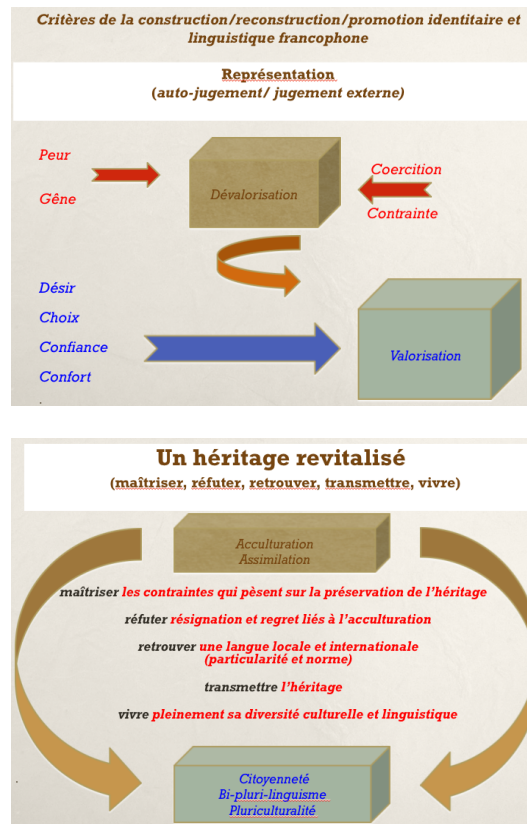 Critères de la construction/reconstruction/promotion identitaire et
linguistique francophone
Représentation
(auto-jugement/ jugement externe)
Peur
Gêne
Dévalorisation
Coercition
Contrainte
Désir
Choix
Confiance
Confort
.
Valorisation
Un héritage revitalisé
(maîtriser, réfuter, retrouver, transmettre, vivre)
Acculturation
Assimilation
maîtriser les contraintes qui pèsent sur la préservation de l’héritage
réfuter résignation et regret liés à l’acculturation
retrouver une langue locale et internationale
(particularité et norme)
transmettre l’héritage
vivre pleinement sa diversité culturelle et linguistique
.
Citoyenneté
Bi-pluri-linguisme
Pluriculturalité